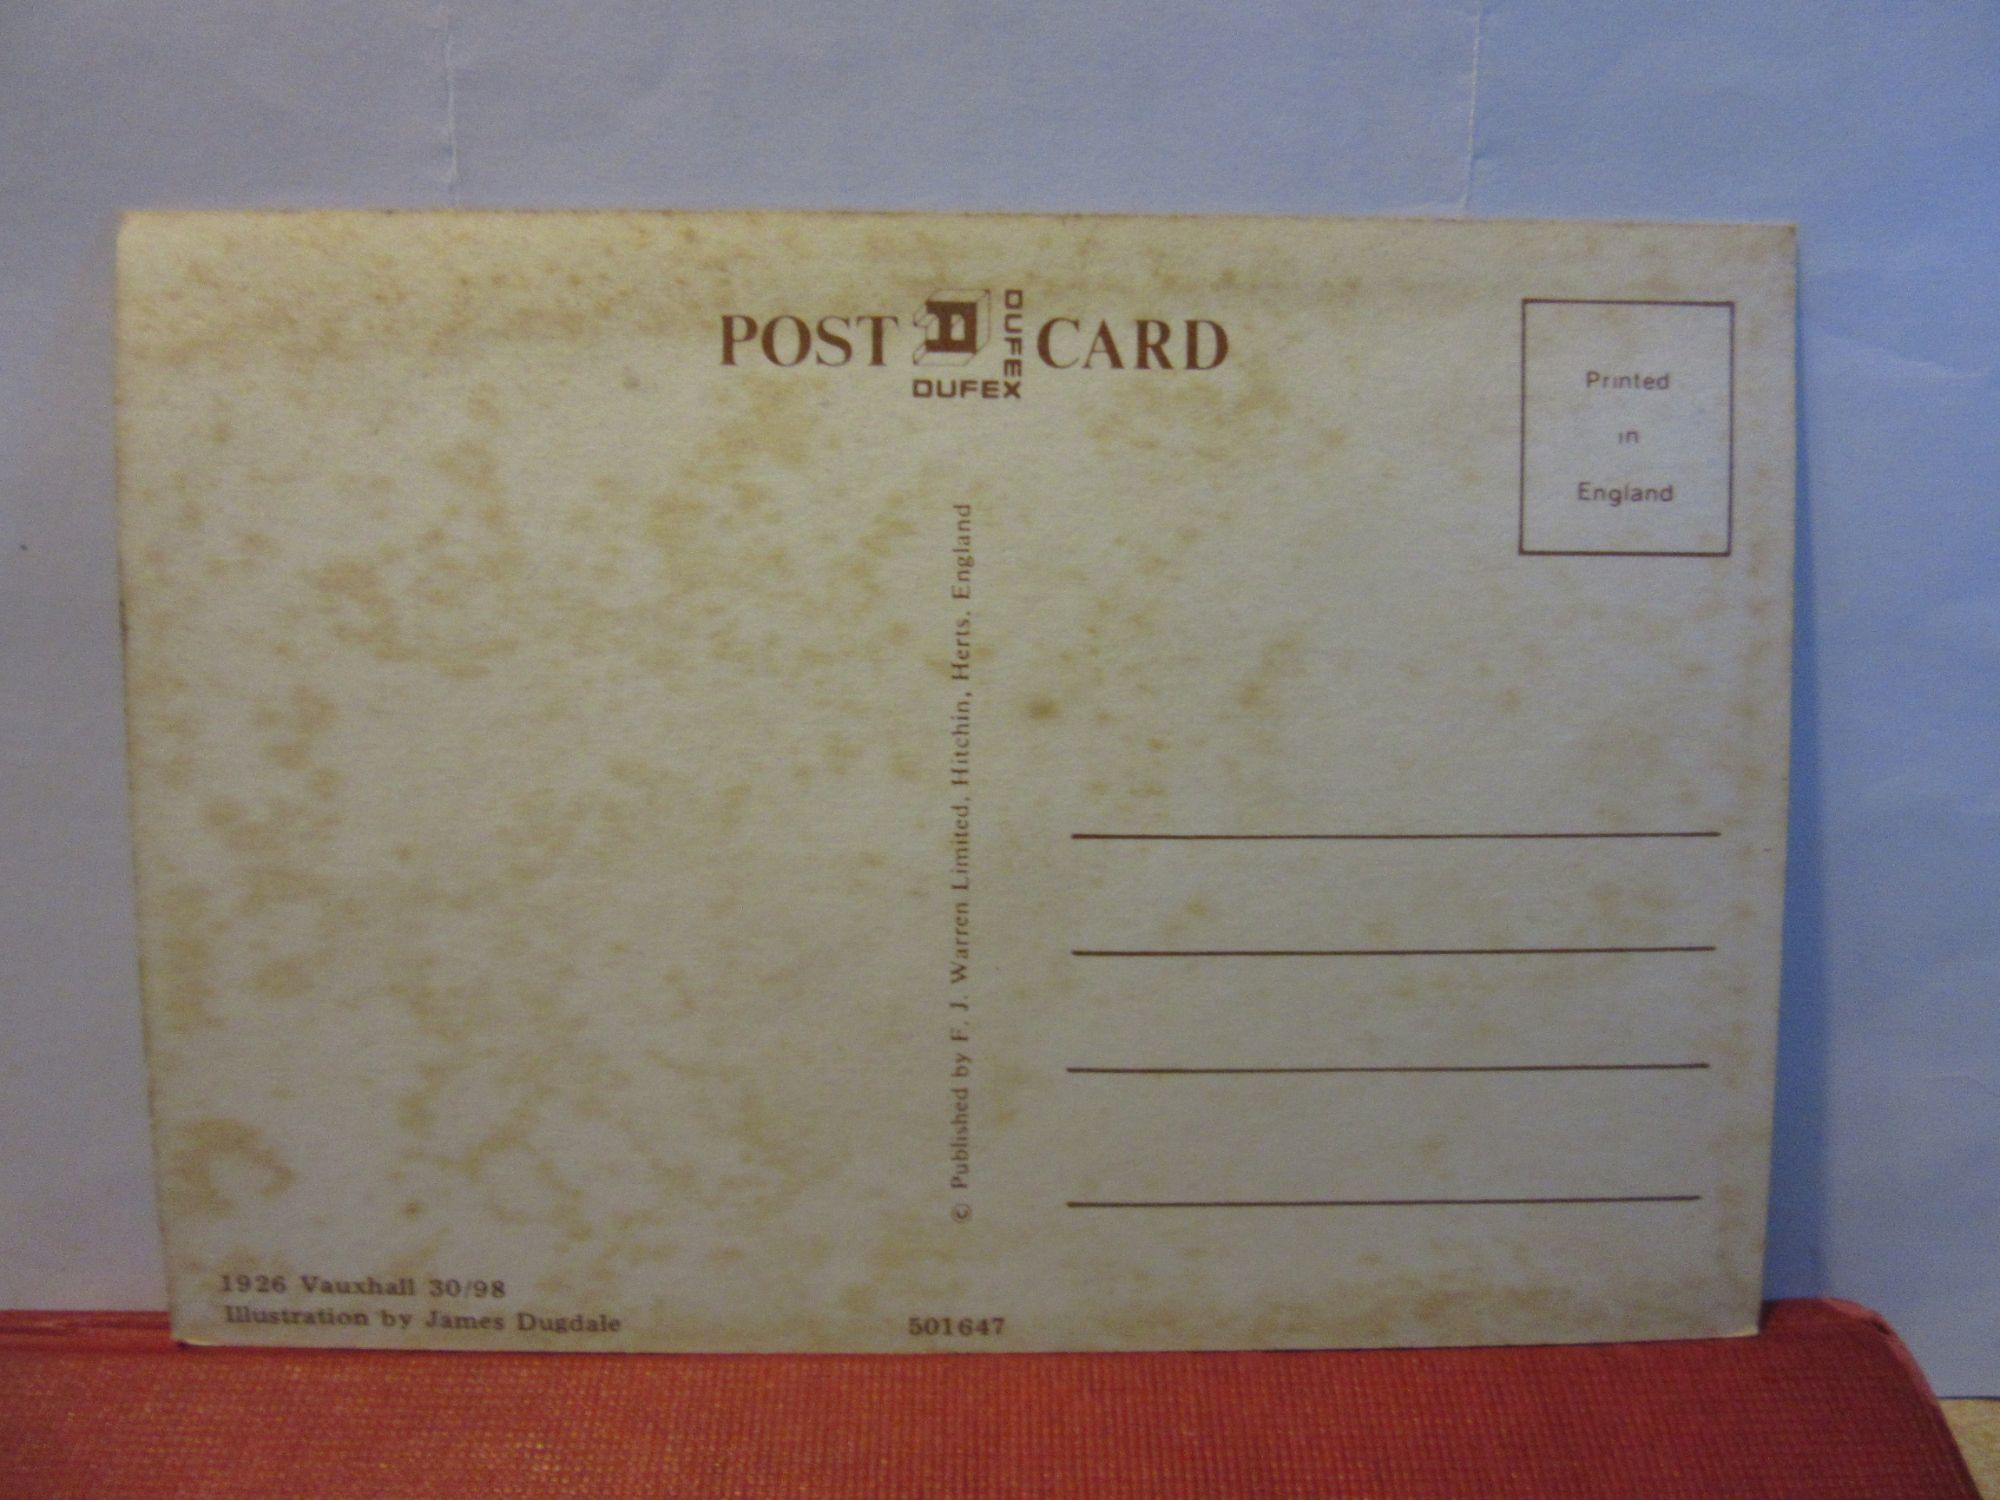 POST CARD
DUFEX
DUFEX
Printed
in
England
© Published by F. J. Warren Limited, Hitchin, Herts. England
1926 Vauxhall 30/98
Illustration by James Dugdale
501647